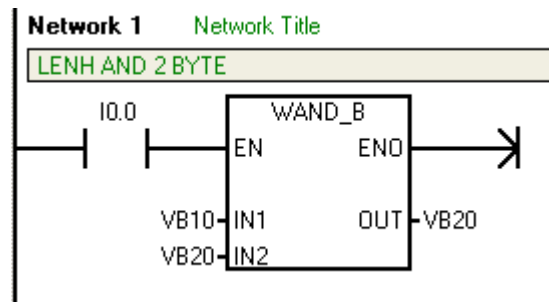 Network 1 Network Title
LENH AND 2 BYTE
I0.0 WAND_B
EN ENO
VB10 IN1 OUT VB20
VB20 IN2